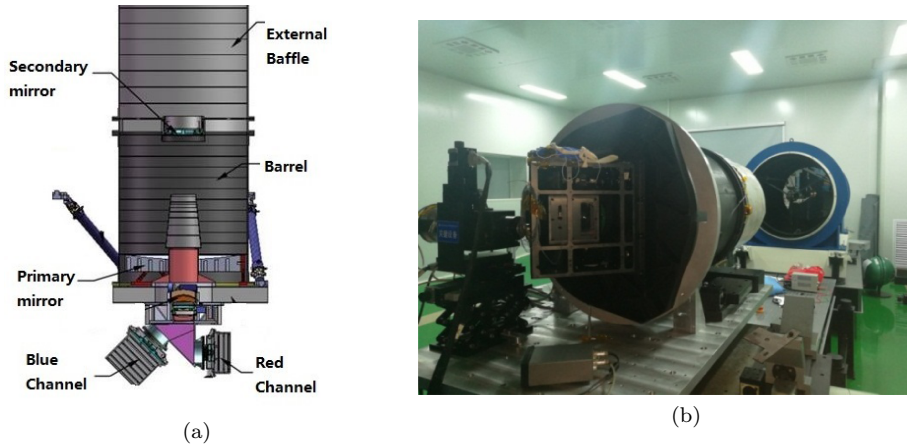 External
Baffle
Secondary
mirror
Barrel
Primary
mirror
Blue
Channel
Red
Channel
(a)
(b)